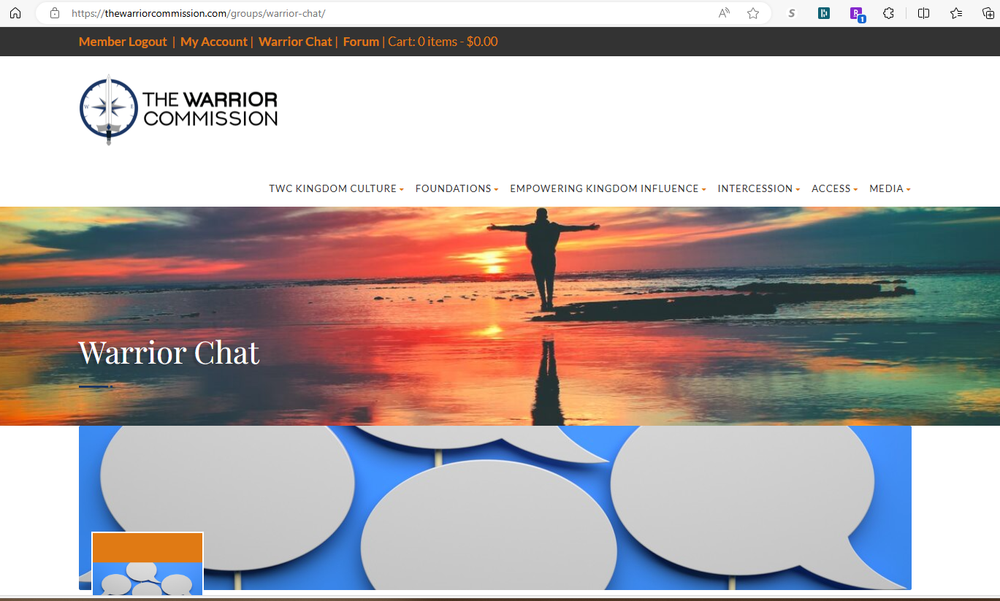 https://thewarriorcommission.com/groups/warrior-chat/
Member Logout | My Account | Warrior Chat | Forum | Cart: 0 items - $0.00
THE WARRIOR
COMMISSION
W E
TWC KINGDOM CULTURE FOUNDATIONS EMPOWERING KINGDOM INFLUENCE INTERCESSION ACCESS MEDIA
Warrior Chat